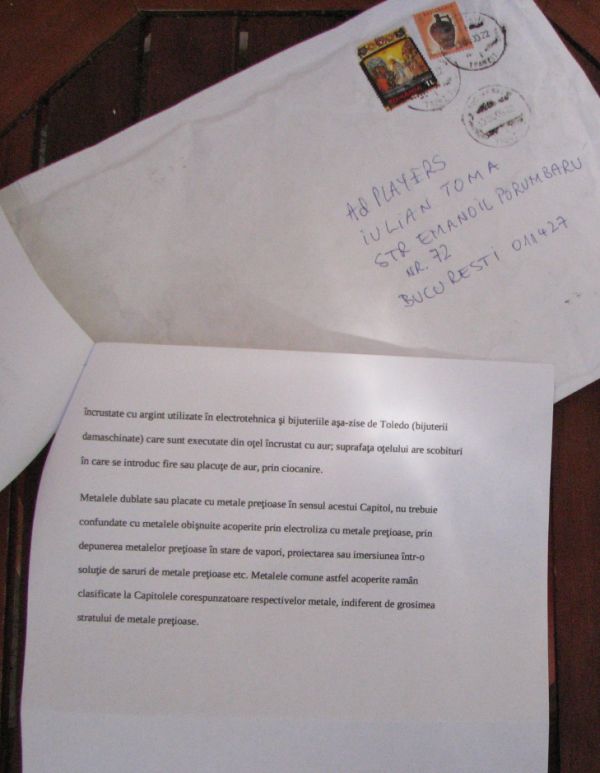 Ad PLAYERS
IULIAN TOMA
STR EMANOIL PORUMBARU
NR. 72
BUCURESTI 011427
încrustate cu argint utilizate în electrotehnica şi bijuteriile aşa-zise de Toledo (bijuterii
damaschinate) care sunt executate din oţel încrustat cu aur; suprafaţa oţelului are scobituri
în care se introduc fire sau placuţe de aur, prin ciocanire.
Metalele dublate sau placate cu metale preţioase în sensul acestui Capitol, nu trebuie
confundate cu metalele obişnuite acoperite prin electroliza cu metale preţioase, prin
depunerea metalelor preţioase în stare de vapori, proiectarea sau imersiunea într-o
soluţie de saruri de metale preţioase etc. Metalele comune astfel acoperite ramân
clasificate la Capitolele corespunzatoare respectivelor metale, indiferent de grosimea
stratului de metale preţioase.